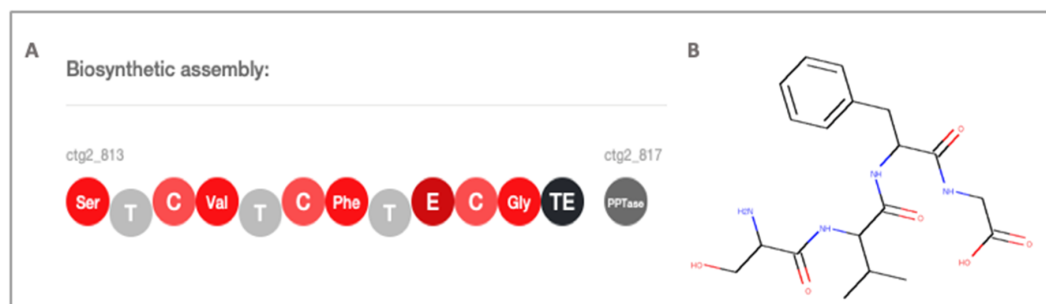 A
Biosynthetic assembly:
ctg2_813
ctg2_817
Ser T C Val T C Phe T E C Gly TE PPTase
B
O
NH
NH
O
H₂N
NH
O
HO
O
HO
O